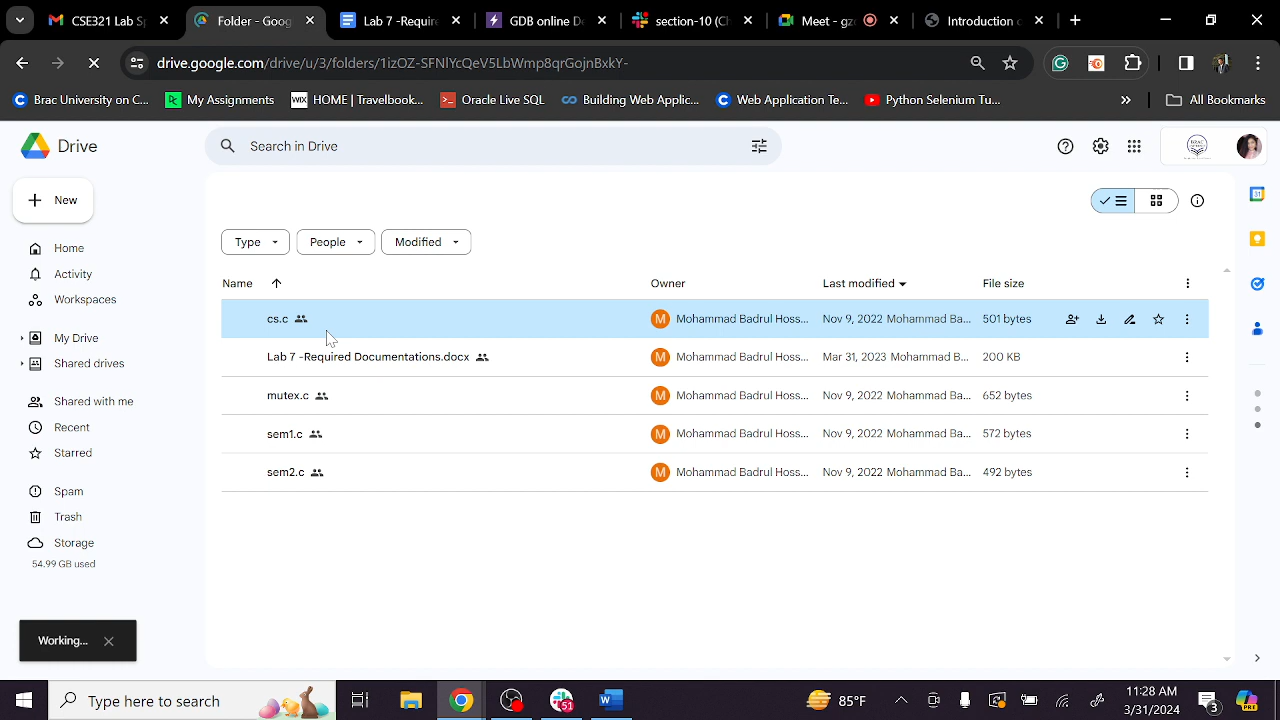 CSE321 Lab Sp
Folder - Goog
Lab 7 -Require
GDB online De
section-10 (Ch
Meet - gzo
Introduction o
drive.google.com/drive/u/3/folders/1izOZ-SFNlYcQeV5LbWmp8qrGojnBxkY-
Brac University on C...
My Assignments
HOME | Travelbook...
Oracle Live SQL
Building Web Applic...
Web Application Te...
Python Selenium Tu...
All Bookmarks
Drive
Search in Drive
New
Type
People
Modified
Home
Activity
Workspaces
My Drive
Shared drives
Shared with me
Recent
Starred
Spam
Trash
Storage
54.99 GB used
Name Owner Last modified File size
cs.c Mohammad Badrul Hoss... Nov 9, 2022 Mohammad Ba... 501 bytes
Lab 7 -Required Documentations.docx Mohammad Badrul Hoss... Mar 31, 2023 Mohammad B... 200 KB
mutex.c Mohammad Badrul Hoss... Nov 9, 2022 Mohammad Ba... 652 bytes
sem1.c Mohammad Badrul Hoss... Nov 9, 2022 Mohammad Ba... 572 bytes
sem2.c Mohammad Badrul Hoss... Nov 9, 2022 Mohammad Ba... 492 bytes
Working...
Type here to search
51
85°F
11:28 AM
3/31/2024
3
PRE